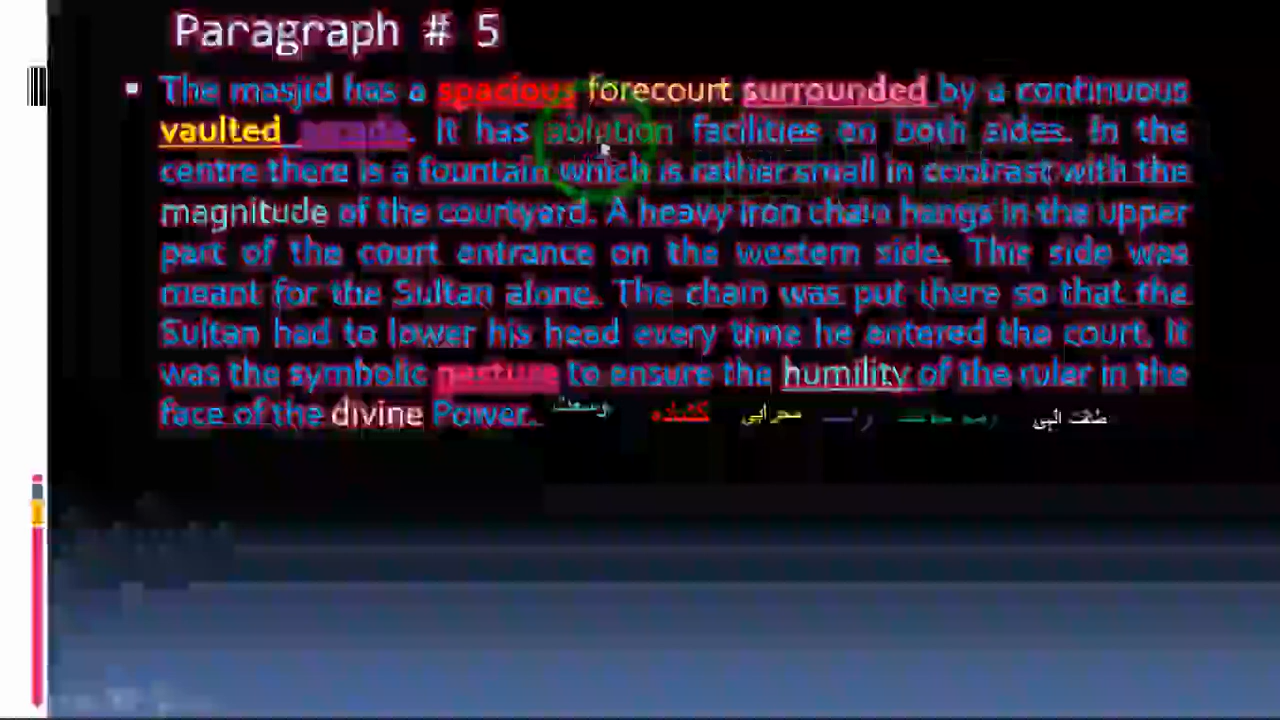 Paragraph # 5
The masjid has a spacious forecourt surrounded by a continuous
vaulted arcade. It has ablution facilities on both sides. In the
centre there is a fountain which is rather small in contrast with the
magnitude of the courtyard. A heavy iron chain hangs in the upper
part of the court entrance on the western side. This side was
meant for the Sultan alone. The chain was put there so that the
Sultan had to lower his head every time he entered the court. It
was the symbolic gesture to ensure the humility of the ruler in the
face of the divine Power. وسعت کشادہ محرابی